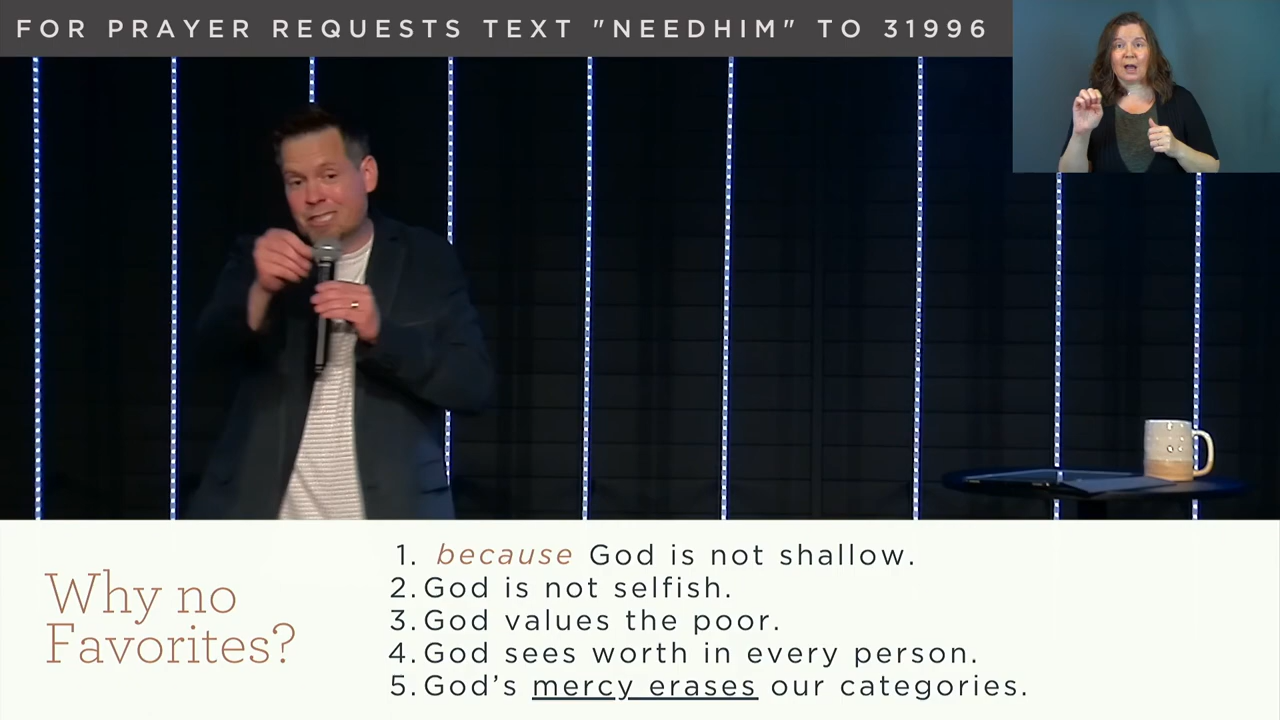 FOR PRAYER REQUESTS TEXT "NEEDHIM" TO 31996
Why no
Favorites?
1. because God is not shallow.
2. God is not selfish.
3. God values the poor.
4. God sees worth in every person.
5. God’s mercy erases our categories.